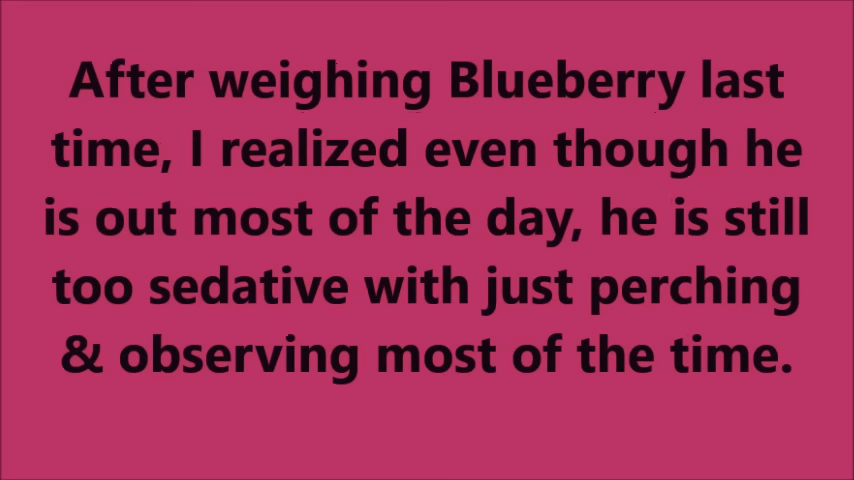 After weighing Blueberry last
time, I realized even though he
is out most of the day, he is still
too sedative with just perching
& observing most of the time.